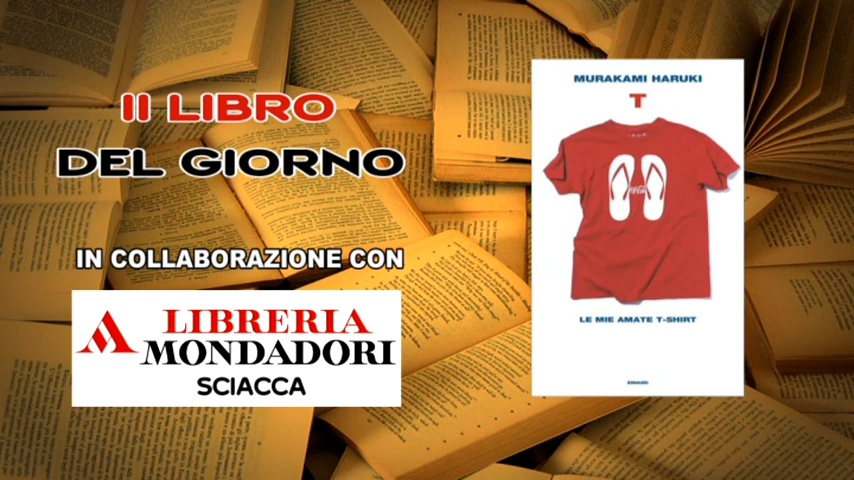 Il LIBRO
DEL GIORNO
IN COLLABORAZIONE CON
LIBRERIA
MONDADORI
SCIACCA
MURAKAMI HARUKI
T
LE MIE AMATE T-SHIRT
EINAUDI